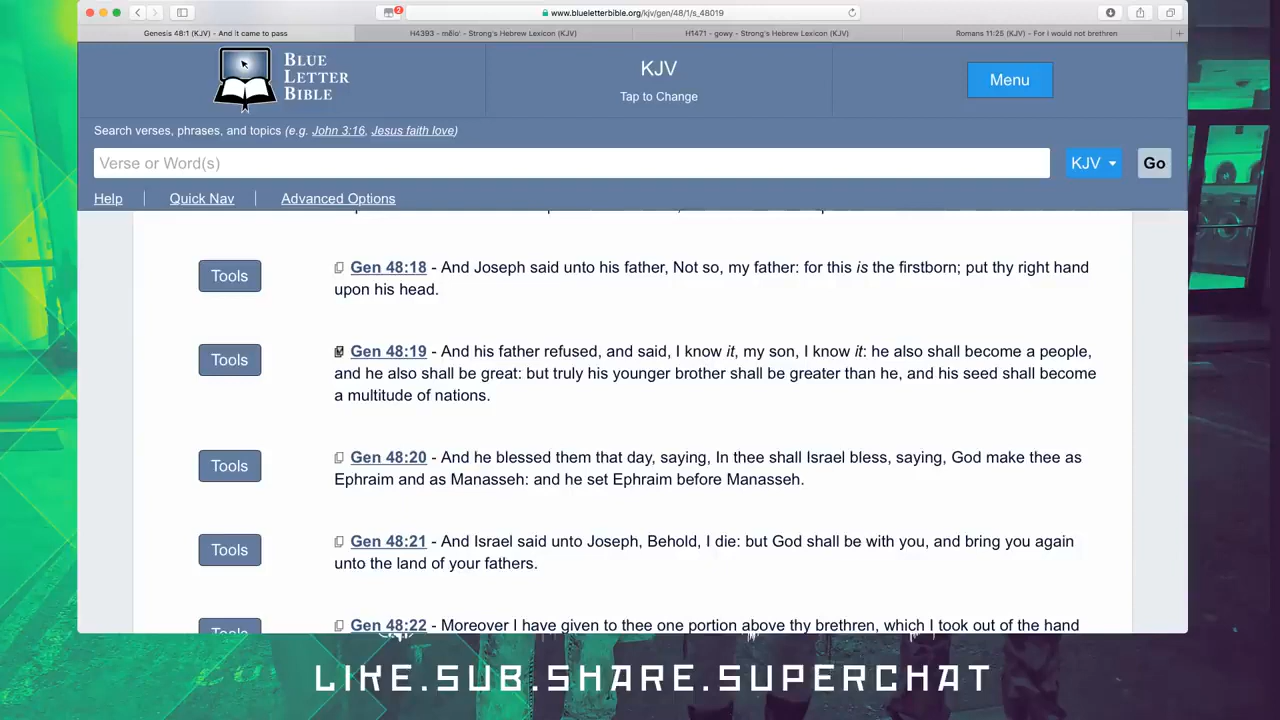 2
www.blueletterbible.org/kjv/gen/48/1/s_48019
Genesis 48:1 (KJV) - And it came to pass
H4393 - mᵊlō' - Strong's Hebrew Lexicon (KJV)
H1471 - gowy - Strong's Hebrew Lexicon (KJV)
Romans 11:25 (KJV) - For I would not brethren
BLUE
LETTER
BIBLE
KJV
Tap to Change
Menu
Search verses, phrases, and topics (e.g. John 3:16, Jesus faith love)
Verse or Word(s)
KJV
Go
Help
Quick Nav
Advanced Options
Tools
Gen 48:18 - And Joseph said unto his father, Not so, my father: for this is the firstborn; put thy right hand
upon his head.
Tools
Gen 48:19 - And his father refused, and said, I know it, my son, I know it: he also shall become a people,
and he also shall be great: but truly his younger brother shall be greater than he, and his seed shall become
a multitude of nations.
Tools
Gen 48:20 - And he blessed them that day, saying, In thee shall Israel bless, saying, God make thee as
Ephraim and as Manasseh: and he set Ephraim before Manasseh.
Tools
Gen 48:21 - And Israel said unto Joseph, Behold, I die: but God shall be with you, and bring you again
unto the land of your fathers.
Tools
Gen 48:22 - Moreover I have given to thee one portion above thy brethren, which I took out of the hand
LIKE.SUB.SHARE.SUPERCHAT